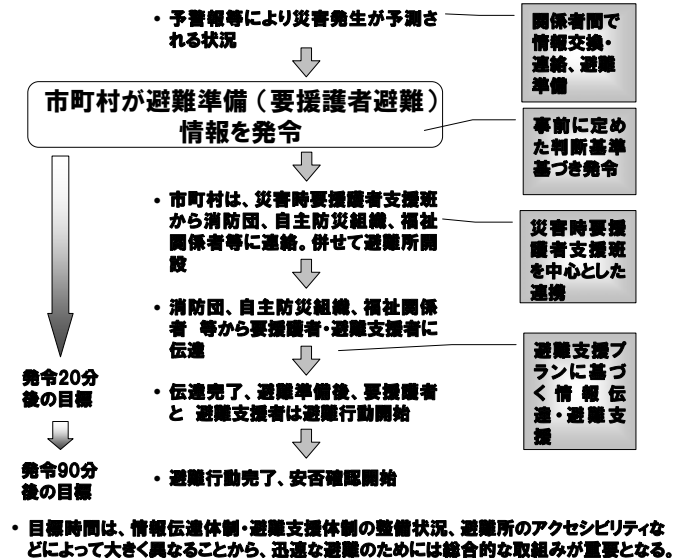 ・ 予警報等により災害発生が予測さ
れる状況
関係者間で
情報交換・
連絡、避難
準備
市町村が避難準備（要援護者避難）
情報を発令
事前に定め
た判断基準
基づき発令
・ 市町村は、災害時要援護者支援班
から消防団、自主防災組織、福祉
関係者等に連絡。併せて避難所開
設
災害時要援
護者支援班
を中心とした
連携
・ 消防団、自主防災組織、福祉関係
者 等から要援護者・避難支援者に
伝達
避難支援プ
ランに基づ
く情報伝
達・避難支
援
発令20分
後の目標
・ 伝達完了、避難準備後、要援護者
と 避難支援者は避難行動開始
発令90分
後の目標
・ 避難行動完了、安否確認開始
・ 目標時間は、情報伝達体制・避難支援体制の整備状況、避難所のアクセシビリティな
どによって大きく異なることから、迅速な避難のためには総合的な取組みが重要となる。